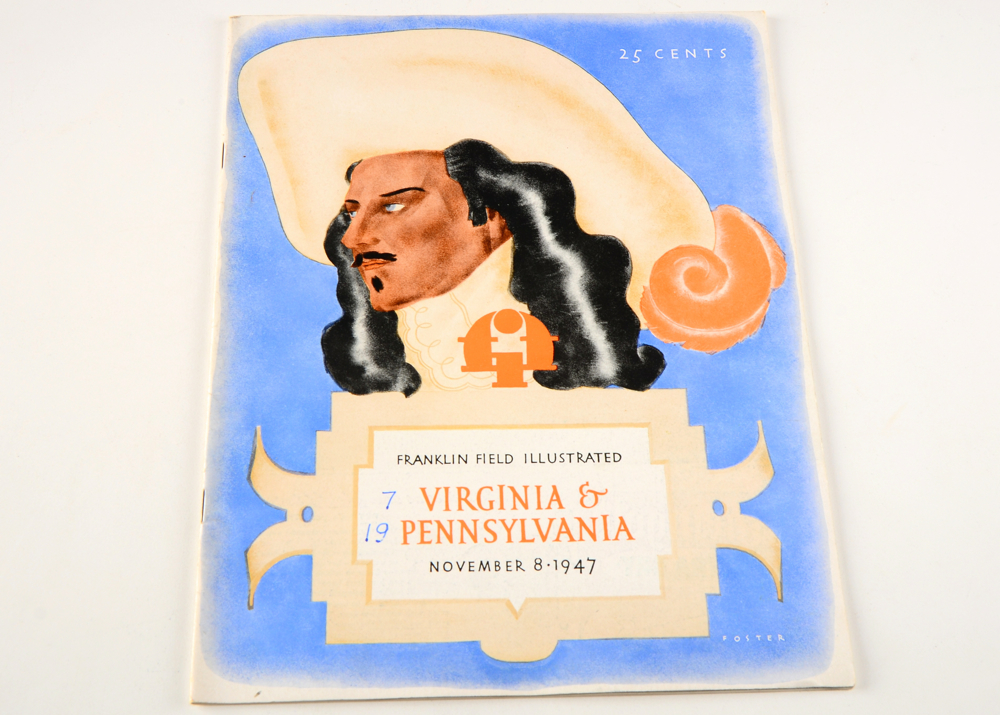 25 CENTS
FRANKLIN FIELD ILLUSTRATED
7 VIRGINIA &
19 PENNSYLVANIA
NOVEMBER 8·1947
FOSTER